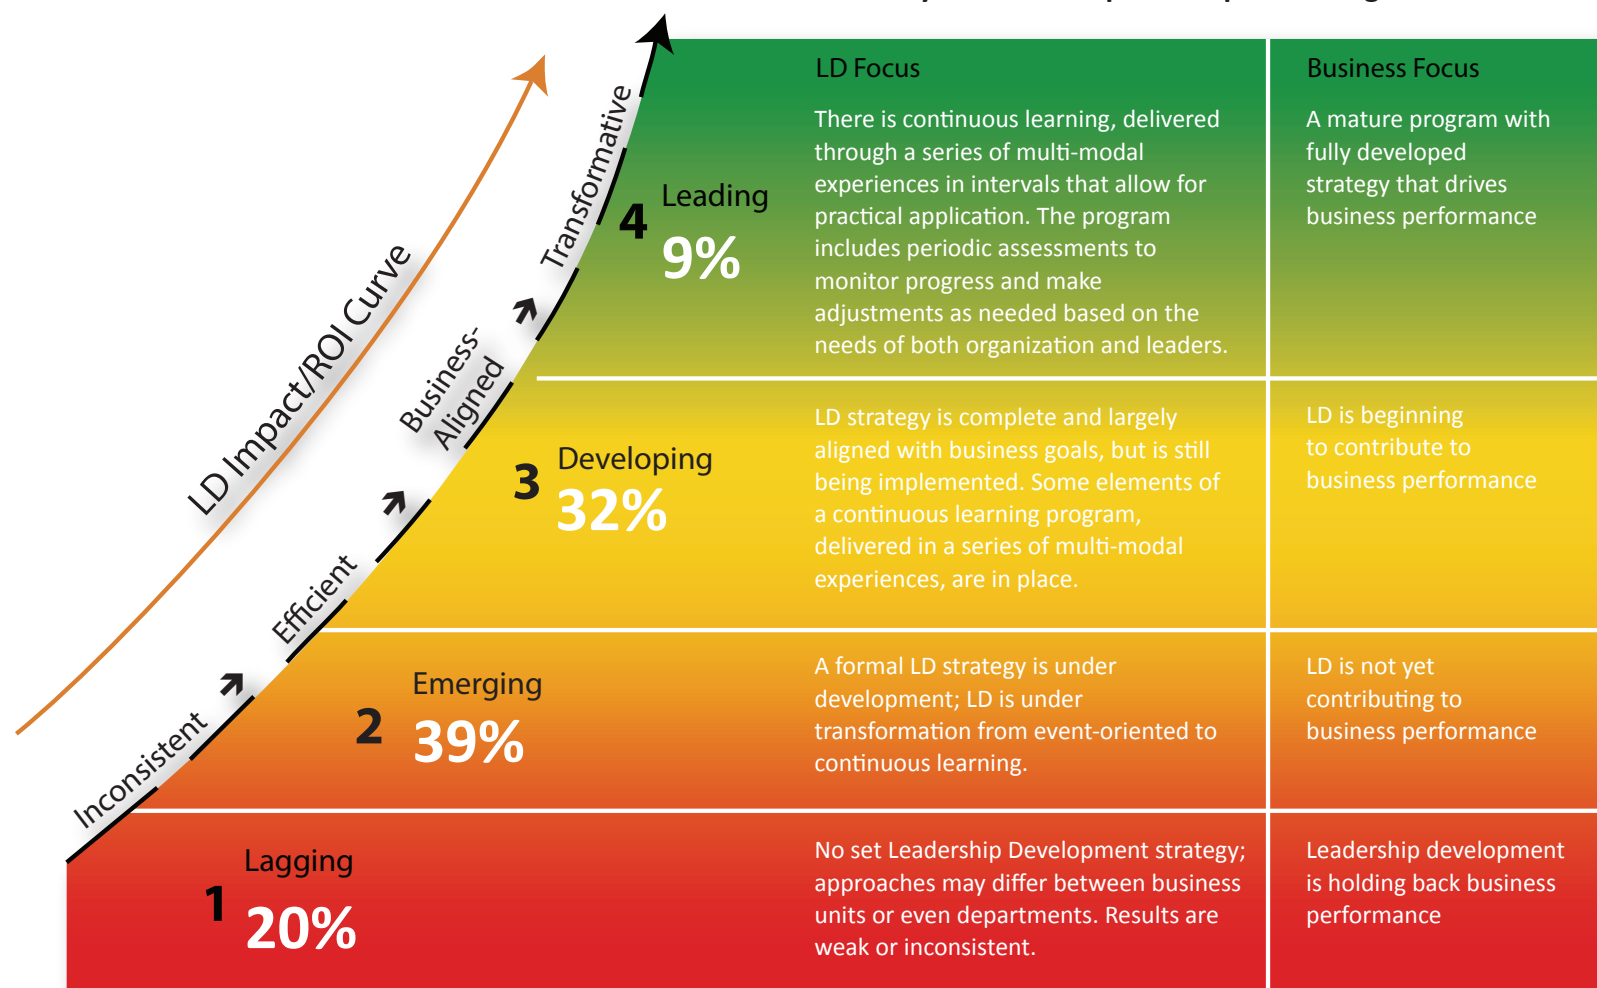 LD Focus
Business Focus
There is continuous learning, delivered
through a series of multi-modal
experiences in intervals that allow for
practical application. The program
includes periodic assessments to
monitor progress and make
adjustments as needed based on the
needs of both organization and leaders.
A mature program with
fully developed
strategy that drives
business performance
4
Leading
9%
Transformative
LD Impact/ROI Curve
Business-
Aligned
3
Developing
32%
LD strategy is complete and largely
aligned with business goals, but is still
being implemented. Some elements of
a continuous learning program,
delivered in a series of multi-modal
experiences, are in place.
LD is beginning
to contribute to
business performance
Efficient
2
Emerging
39%
A formal LD strategy is under
development; LD is under
transformation from event-oriented to
continuous learning.
LD is not yet
contributing to
business performance
Inconsistent
1
Lagging
20%
No set Leadership Development strategy;
approaches may differ between business
units or even departments. Results are
weak or inconsistent.
Leadership development
is holding back business
performance